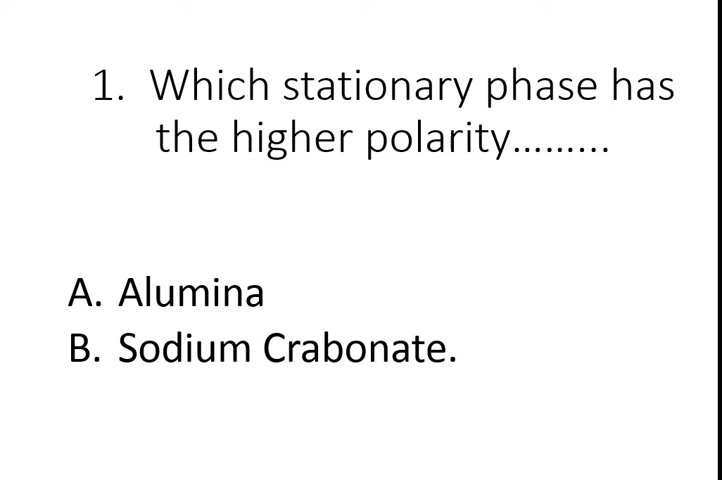 1. Which stationary phase has
the higher polarity.........
A. Alumina
B. Sodium Crabonate.